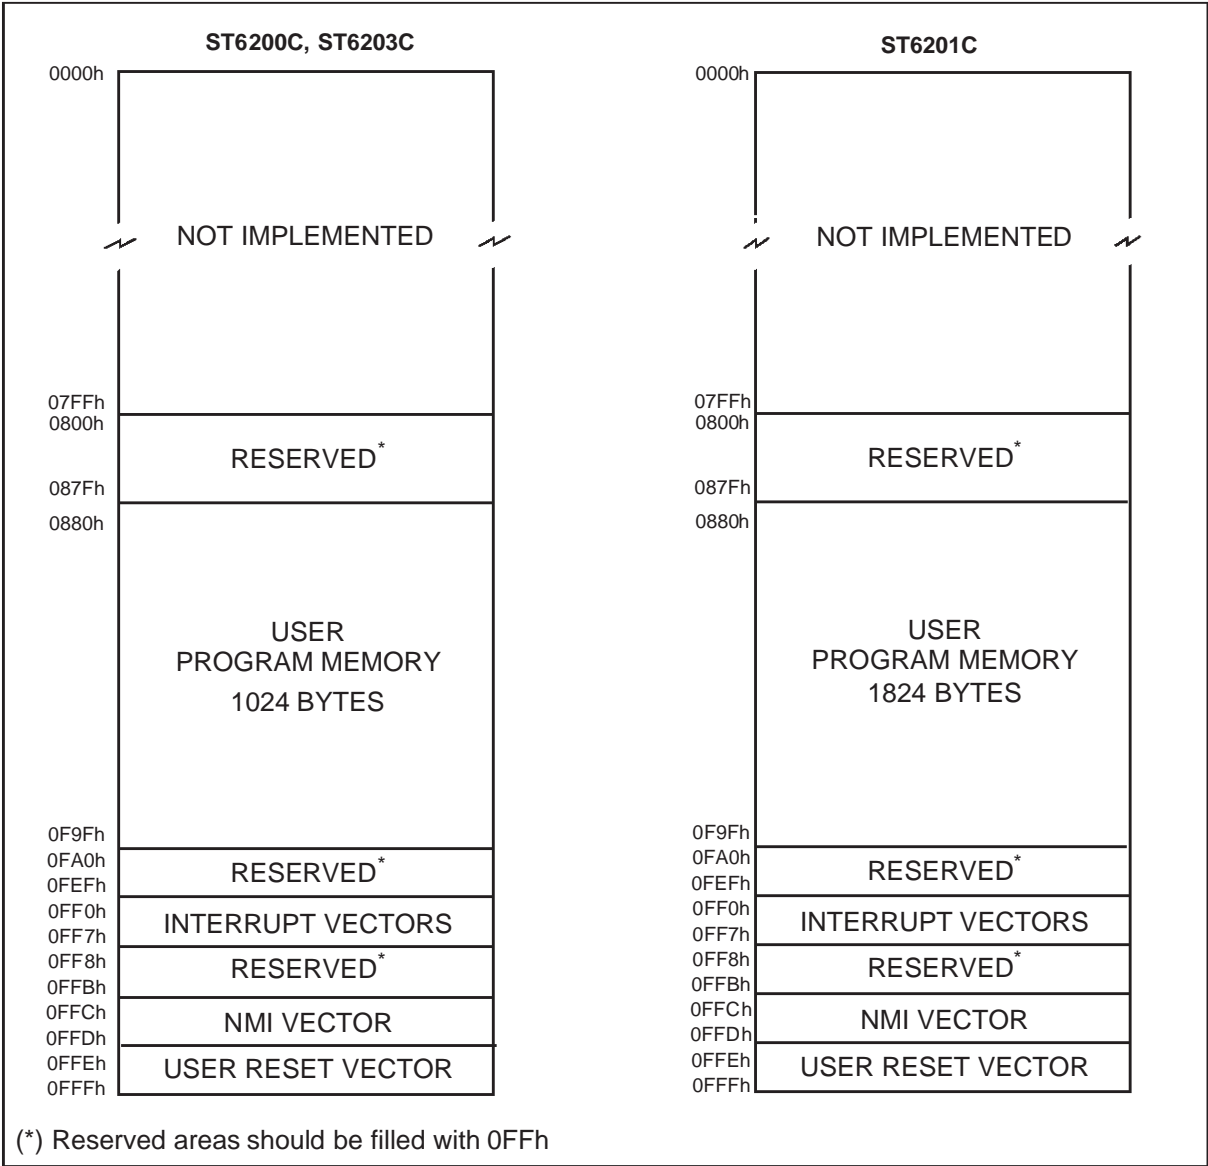 ST6200C, ST6203C
0000h
NOT IMPLEMENTED
07FFh
0800h
RESERVED*
087Fh
0880h
USER
PROGRAM MEMORY
1024 BYTES
0F9Fh
0FA0h
RESERVED*
0FEFh
0FF0h
INTERRUPT VECTORS
0FF7h
0FF8h
RESERVED*
0FFBh
0FFCh
NMI VECTOR
0FFDh
0FFEh
USER RESET VECTOR
0FFFh
ST6201C
0000h
NOT IMPLEMENTED
07FFh
0800h
RESERVED*
087Fh
0880h
USER
PROGRAM MEMORY
1824 BYTES
0F9Fh
0FA0h
RESERVED*
0FEFh
0FF0h
INTERRUPT VECTORS
0FF7h
0FF8h
RESERVED*
0FFBh
0FFCh
NMI VECTOR
0FFDh
0FFEh
USER RESET VECTOR
0FFFh
(*) Reserved areas should be filled with 0FFh